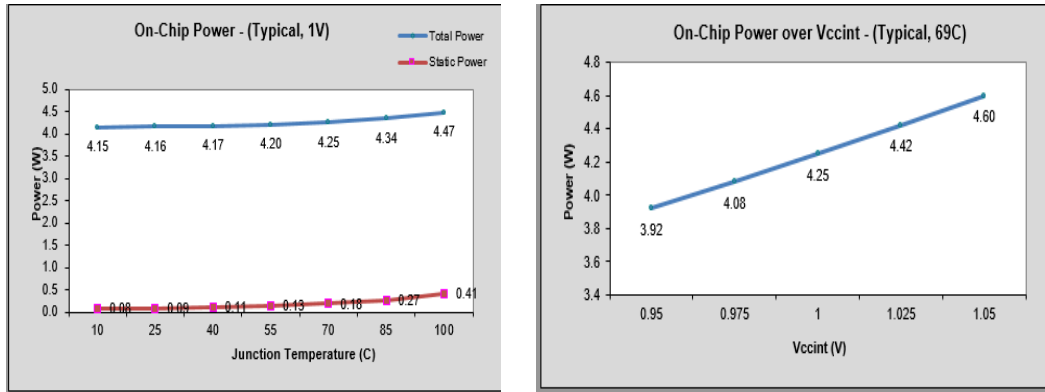 On-Chip Power - (Typical, 1V)
Total Power
Static Power
Power (W)
5.0
4.5
4.0
3.5
3.0
2.5
2.0
1.5
1.0
0.5
0.0
4.15 4.16 4.17 4.20 4.25 4.34 4.47
0.08 0.09 0.11 0.13 0.18 0.27 0.41
10 25 40 55 70 85 100
Junction Temperature (C)
On-Chip Power over Vccint - (Typical, 69C)
Power (W)
4.8
4.6
4.4
4.2
4.0
3.8
3.6
3.4
3.92 4.08 4.25 4.42 4.60
0.95 0.975 1 1.025 1.05
Vccint (V)